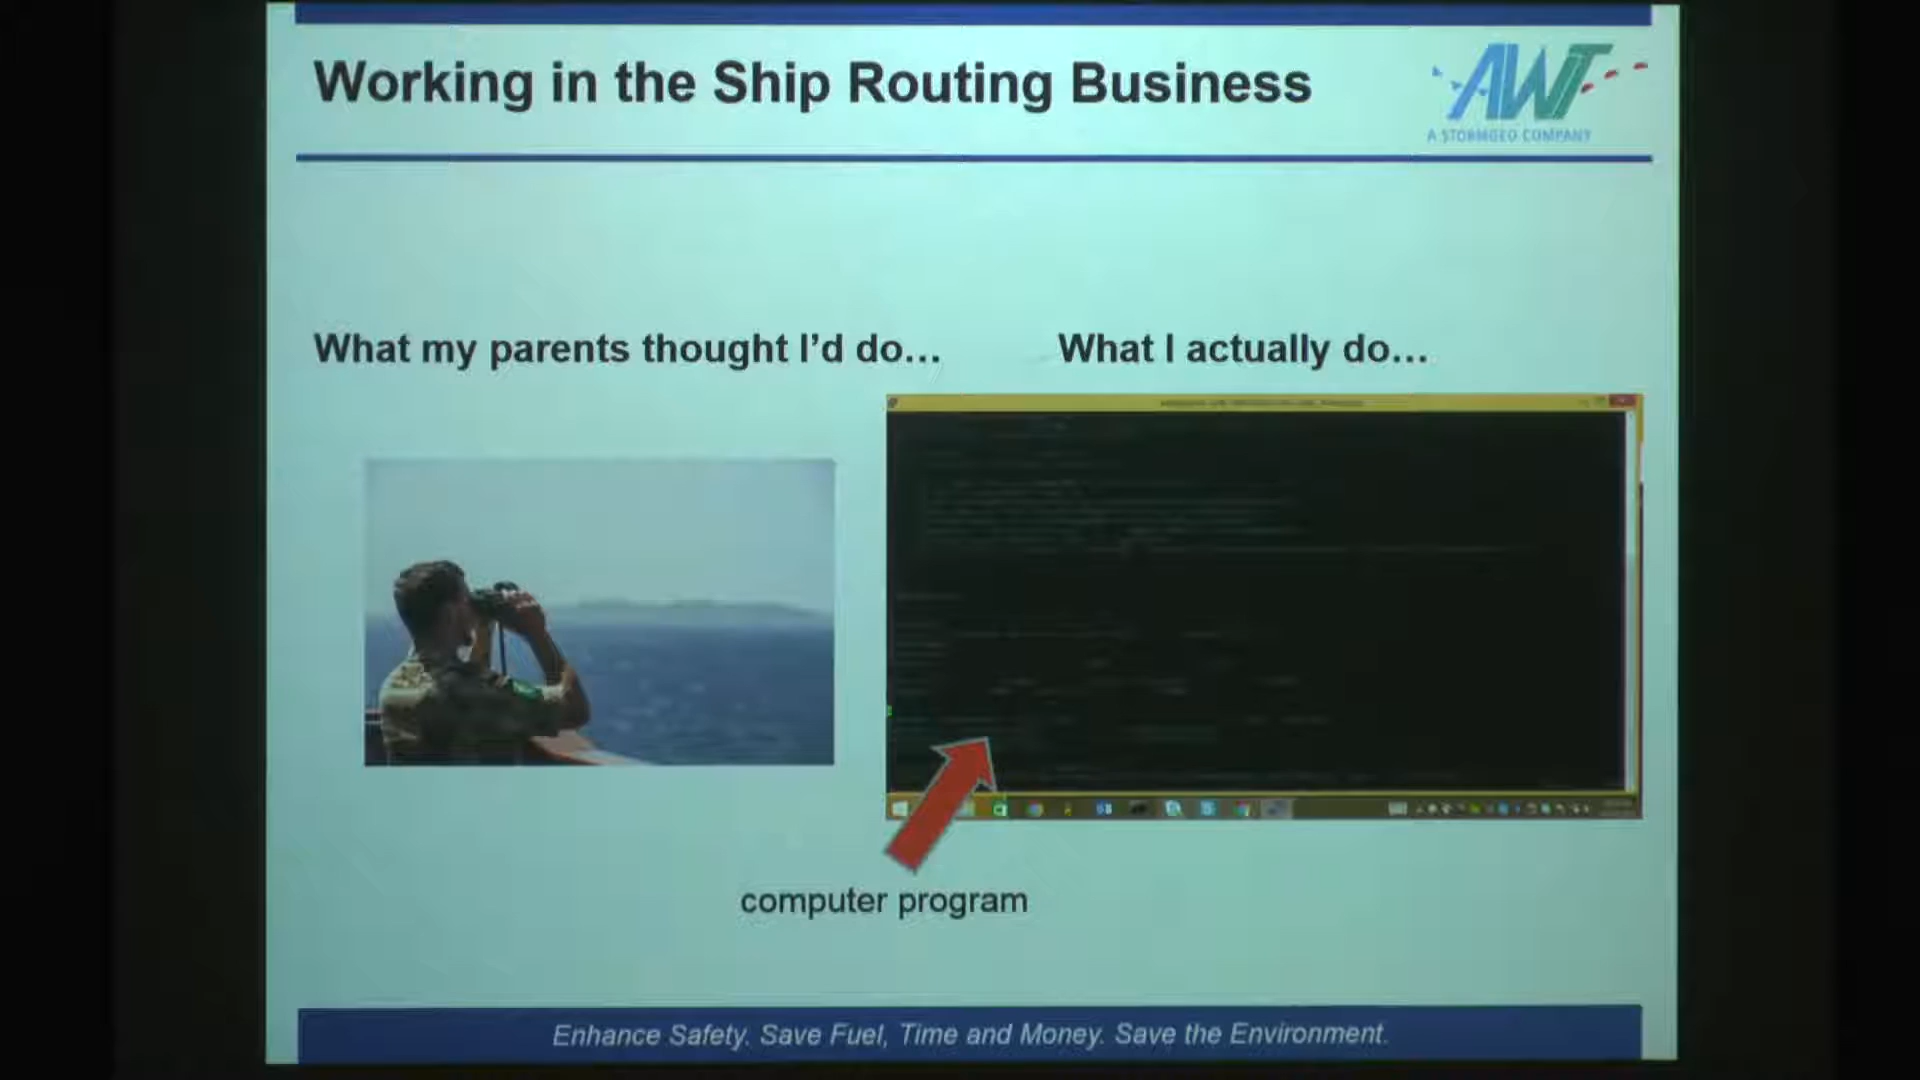 Working in the Ship Routing Business
AWT
A STORMGEO COMPANY
What my parents thought I'd do...
What I actually do...
computer program
Enhance Safety. Save Fuel, Time and Money. Save the Environment.